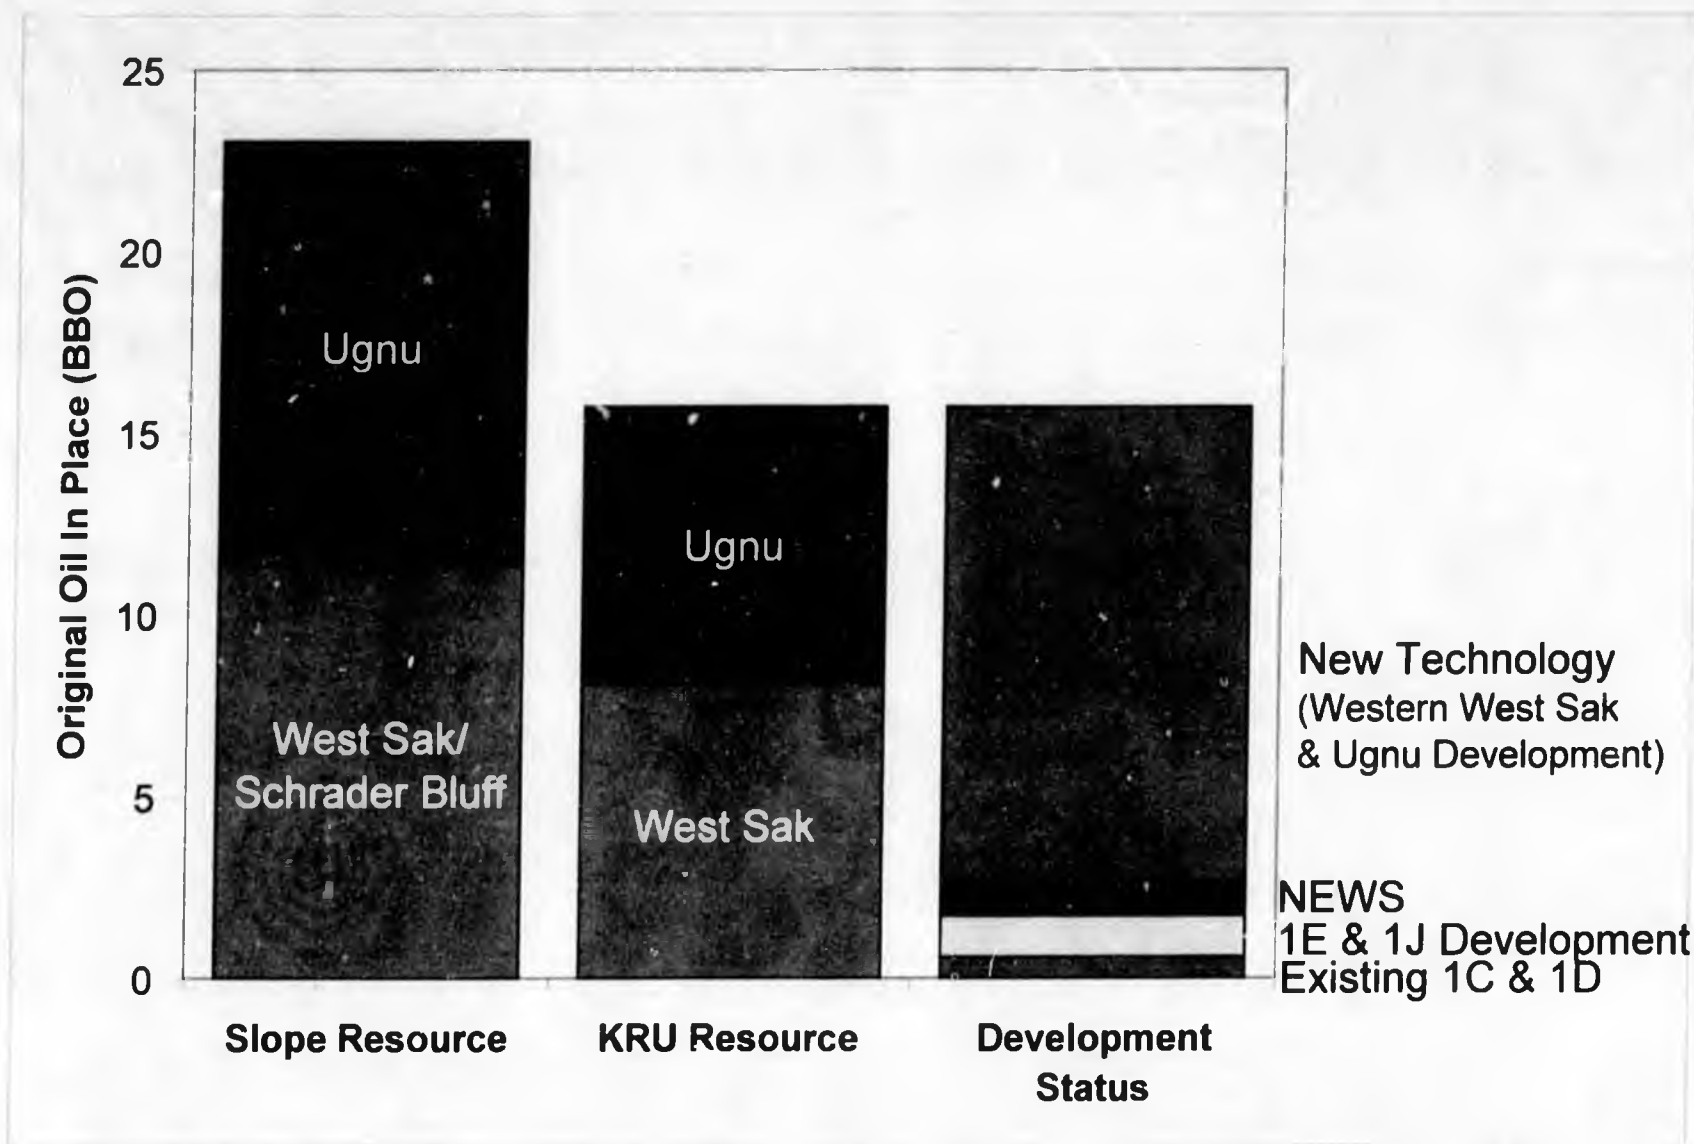 25
20
15
10
5
0
Original Oil In Place (BBO)
Ugnu
West Sak/
Schrader Bluff
Ugnu
West Sak
New Technology
(Western West Sak
& Ugnu Development)
NEWS
1E & 1J Development
Existing 1C & 1D
Slope Resource
KRU Resource
Development
Status